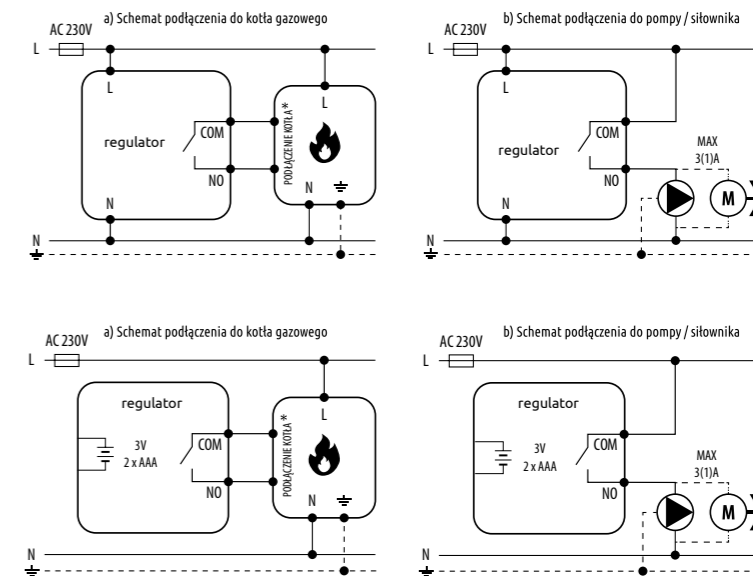 a) Schemat podłączenia do kotła gazowego
AC 230V
L
L
regulator
COM
NO
N
PODŁĄCZENIE KOTŁA *
L
N
N
b) Schemat podłączenia do pompy / siłownika
AC 230V
L
L
regulator
COM
NO
N
MAX
3(1)A
M
N
a) Schemat podłączenia do kotła gazowego
AC 230V
L
regulator
3V
2 x AAA
COM
NO
PODŁĄCZENIE KOTŁA *
L
N
N
b) Schemat podłączenia do pompy / siłownika
AC 230V
L
regulator
3V
2 x AAA
COM
NO
MAX
3(1)A
M
N